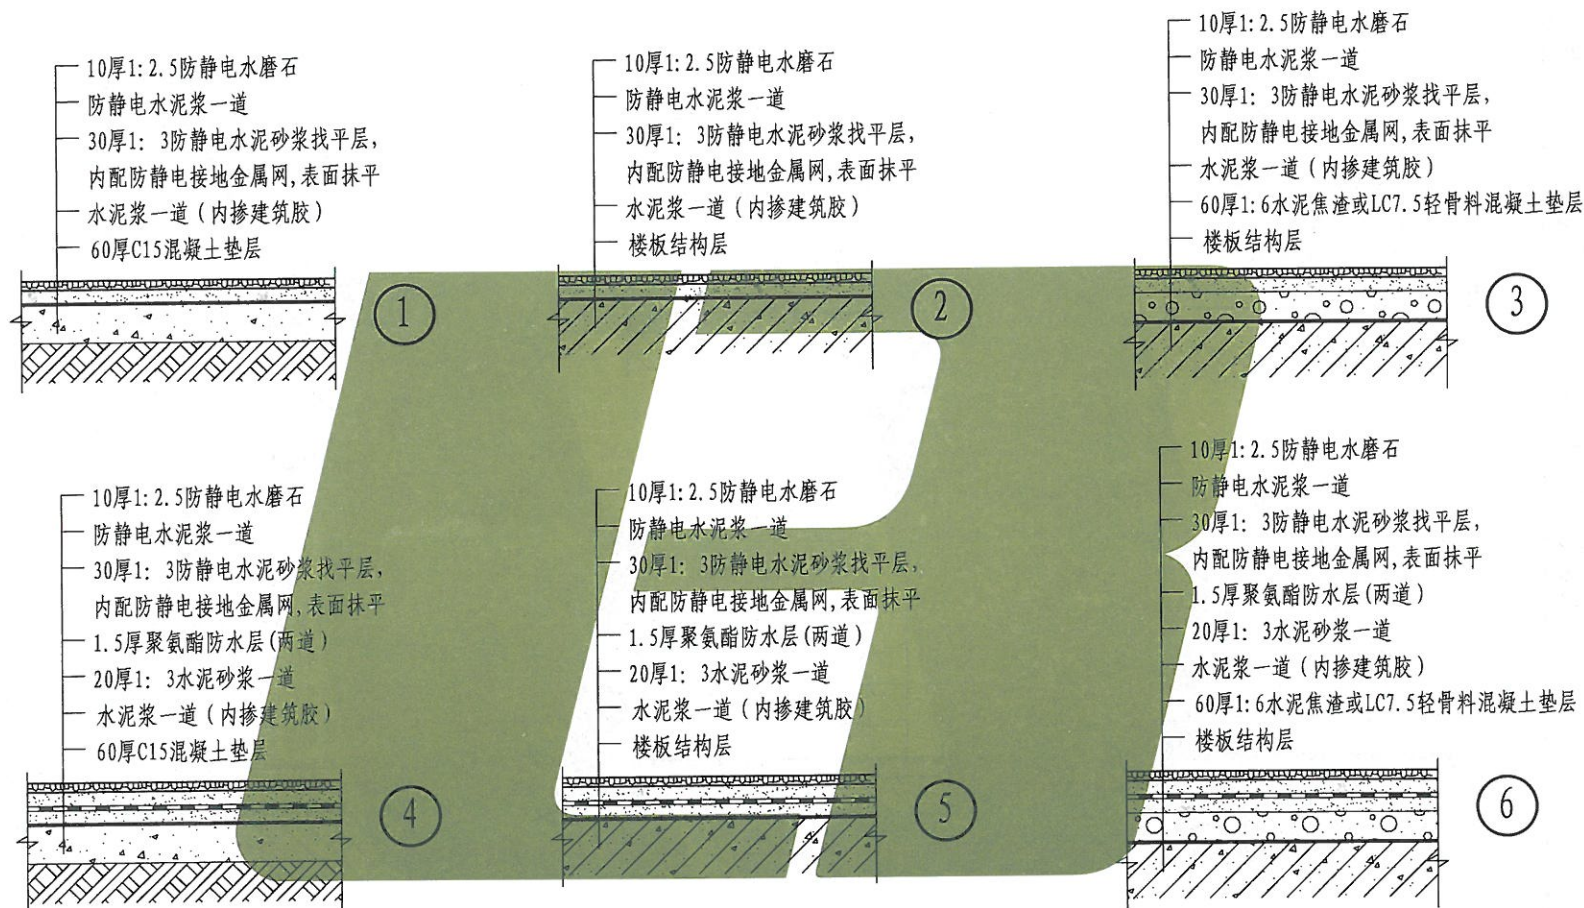 10厚1:2.5防静电水磨石
防静电水泥浆一道
30厚1: 3防静电水泥砂浆找平层,
内配防静电接地金属网,表面抹平
水泥浆一道(内掺建筑胶)
60厚C15混凝土垫层
1
10厚1:2.5防静电水磨石
防静电水泥浆一道
30厚1: 3防静电水泥砂浆找平层,
内配防静电接地金属网,表面抹平
水泥浆一道(内掺建筑胶)
楼板结构层
2
10厚1:2.5防静电水磨石
防静电水泥浆一道
30厚1: 3防静电水泥砂浆找平层,
内配防静电接地金属网,表面抹平
水泥浆一道(内掺建筑胶)
60厚1:6水泥焦渣或LC7.5轻骨料混凝土垫层
楼板结构层
3
10厚1:2.5防静电水磨石
防静电水泥浆一道
30厚1: 3防静电水泥砂浆找平层,
内配防静电接地金属网,表面抹平
1.5厚聚氨酯防水层(两道)
20厚1: 3水泥砂浆一道
水泥浆一道(内掺建筑胶)
60厚C15混凝土垫层
4
10厚1:2.5防静电水磨石
防静电水泥浆一道
30厚1: 3防静电水泥砂浆找平层,
内配防静电接地金属网,表面抹平
1.5厚聚氨酯防水层(两道)
20厚1: 3水泥砂浆一道
水泥浆一道(内掺建筑胶)
楼板结构层
5
10厚1:2.5防静电水磨石
防静电水泥浆一道
30厚1: 3防静电水泥砂浆找平层,
内配防静电接地金属网,表面抹平
1.5厚聚氨酯防水层(两道)
20厚1: 3水泥砂浆一道
水泥浆一道(内掺建筑胶)
60厚1:6水泥焦渣或LC7.5轻骨料混凝土垫层
楼板结构层
6